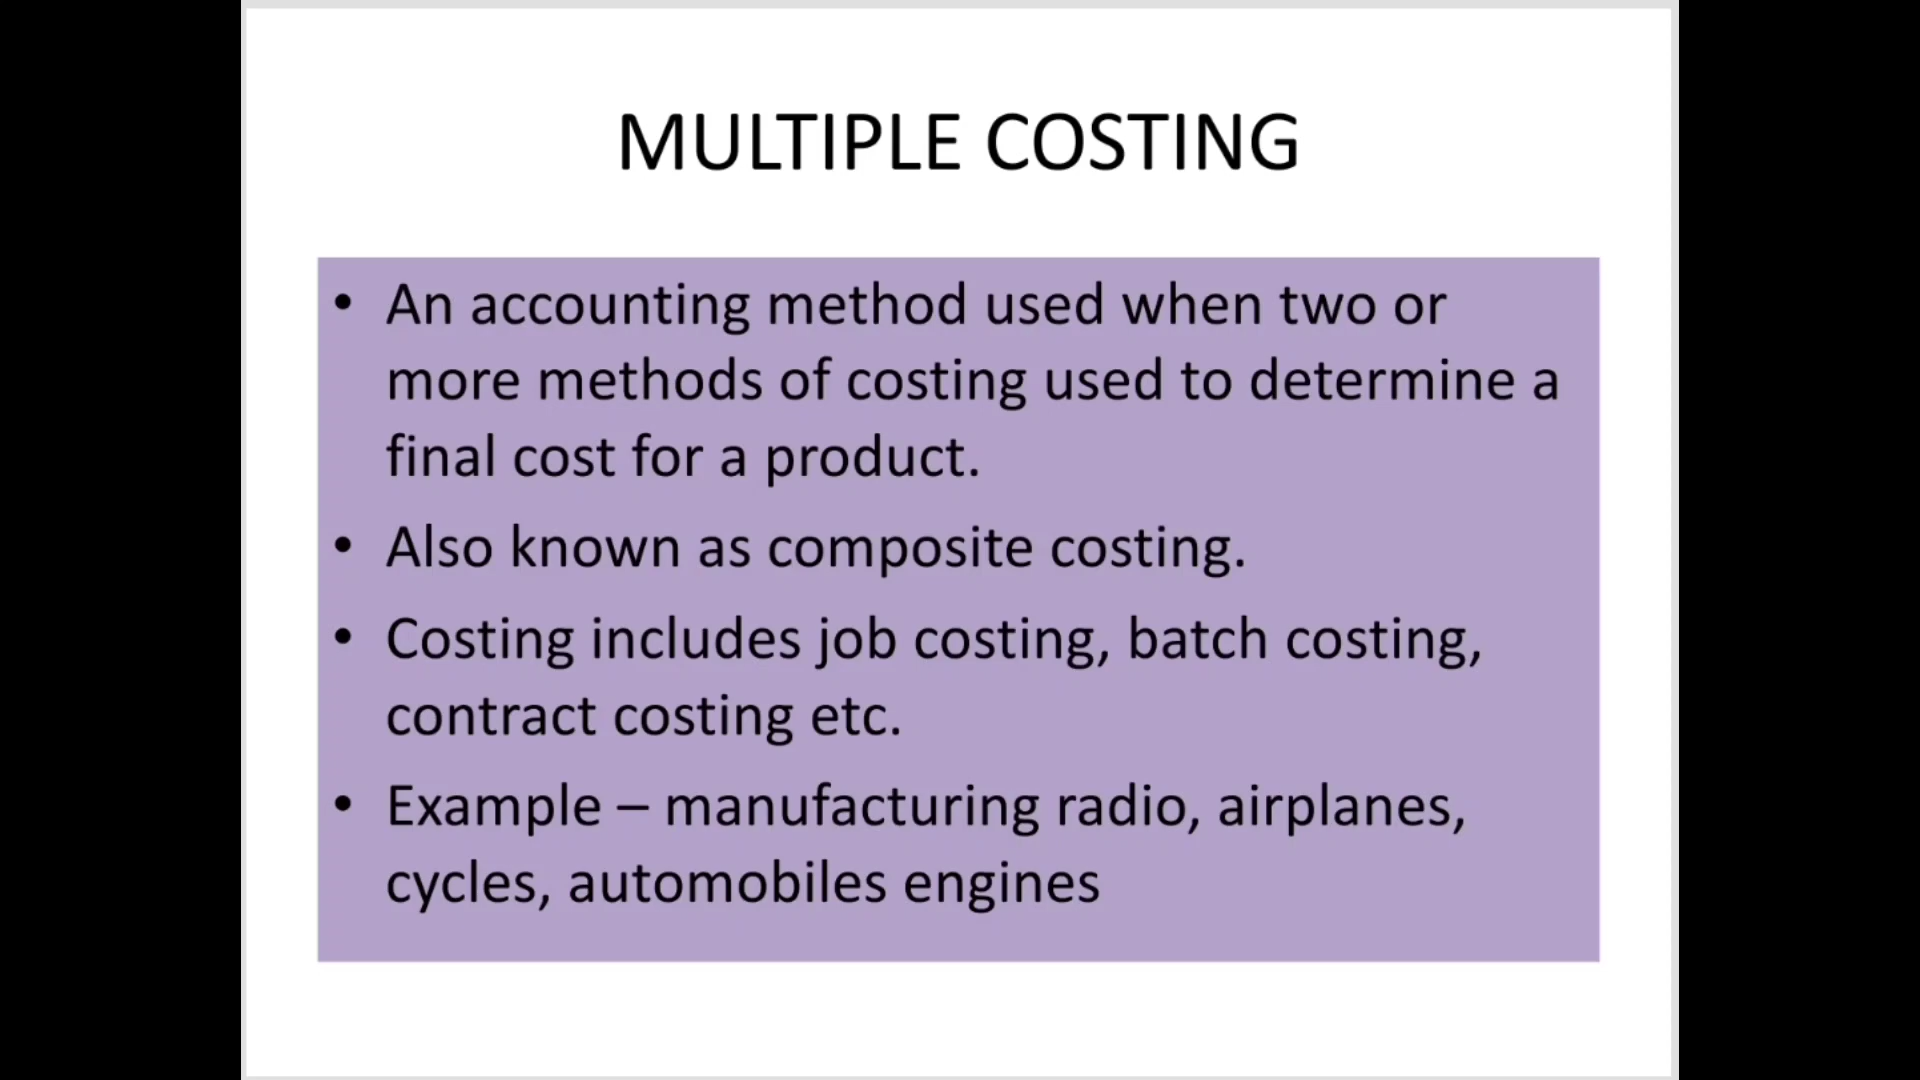 MULTIPLE COSTING
• An accounting method used when two or
more methods of costing used to determine a
final cost for a product.
• Also known as composite costing.
• Costing includes job costing, batch costing,
contract costing etc.
• Example – manufacturing radio, airplanes,
cycles, automobiles engines